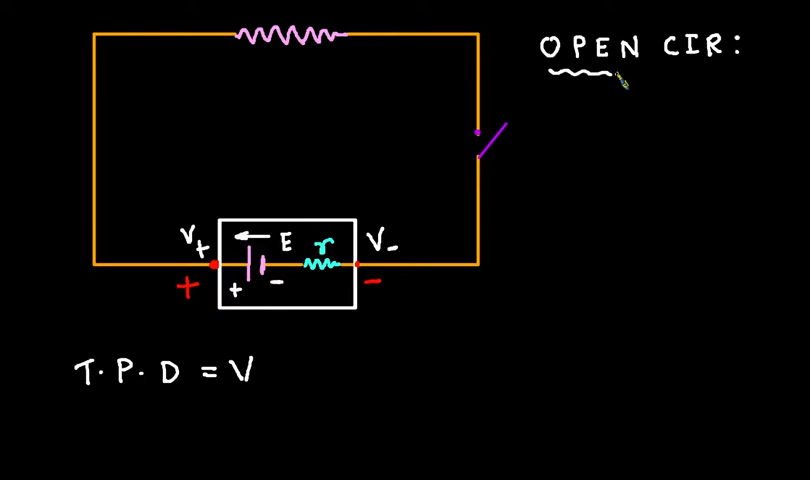 OPEN CIR:
V+ E r V-
+ + - -
T.P.D = V